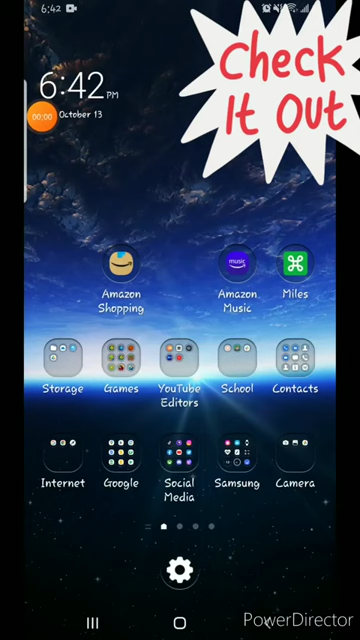 6:42
Check
It Out
6:42 PM
00:00
October 13
music
Amazon
Shopping
Amazon
Music
Miles
Storage
Games
YouTube
Editors
School
Contacts
Internet
Google
Social
Media
Samsung
Camera
PowerDirector